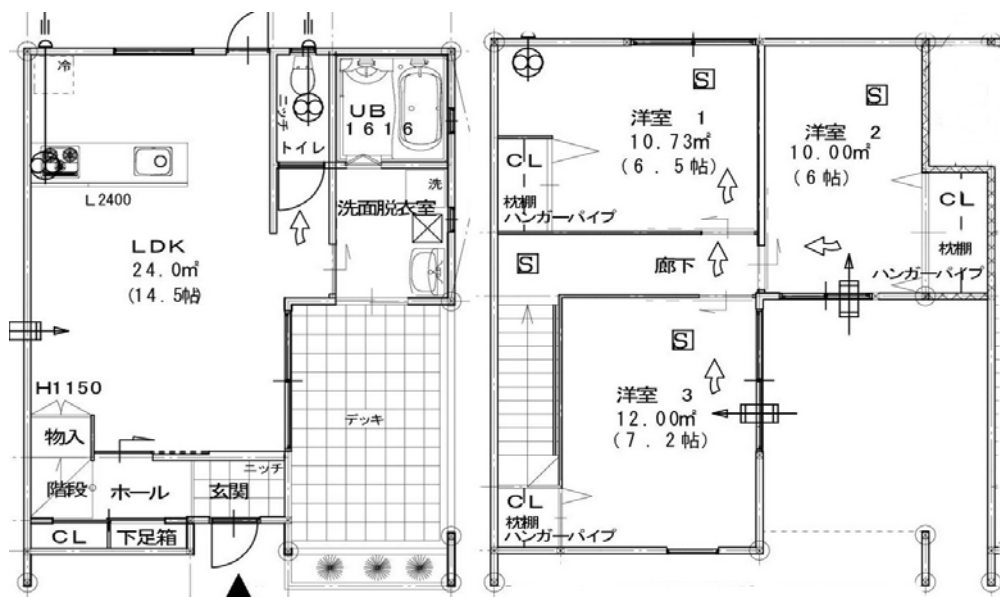 冷
ニッチ
トイレ
UB
1616
L2400
洗
洗面脱衣室
LDK
24.0㎡
(14.5帖)
H1150
物入
デッキ
階段
ホール
ニッチ
玄関
CL
下足箱
S
洋室 1
10.73㎡
(6.5帖)
CL
枕棚
ハンガーパイプ
S
洋室 2
10.00㎡
(6帖)
CL
枕棚
ハンガーパイプ
S
廊下
S
洋室 3
12.00㎡
(7.2帖)
CL
枕棚
ハンガーパイプ